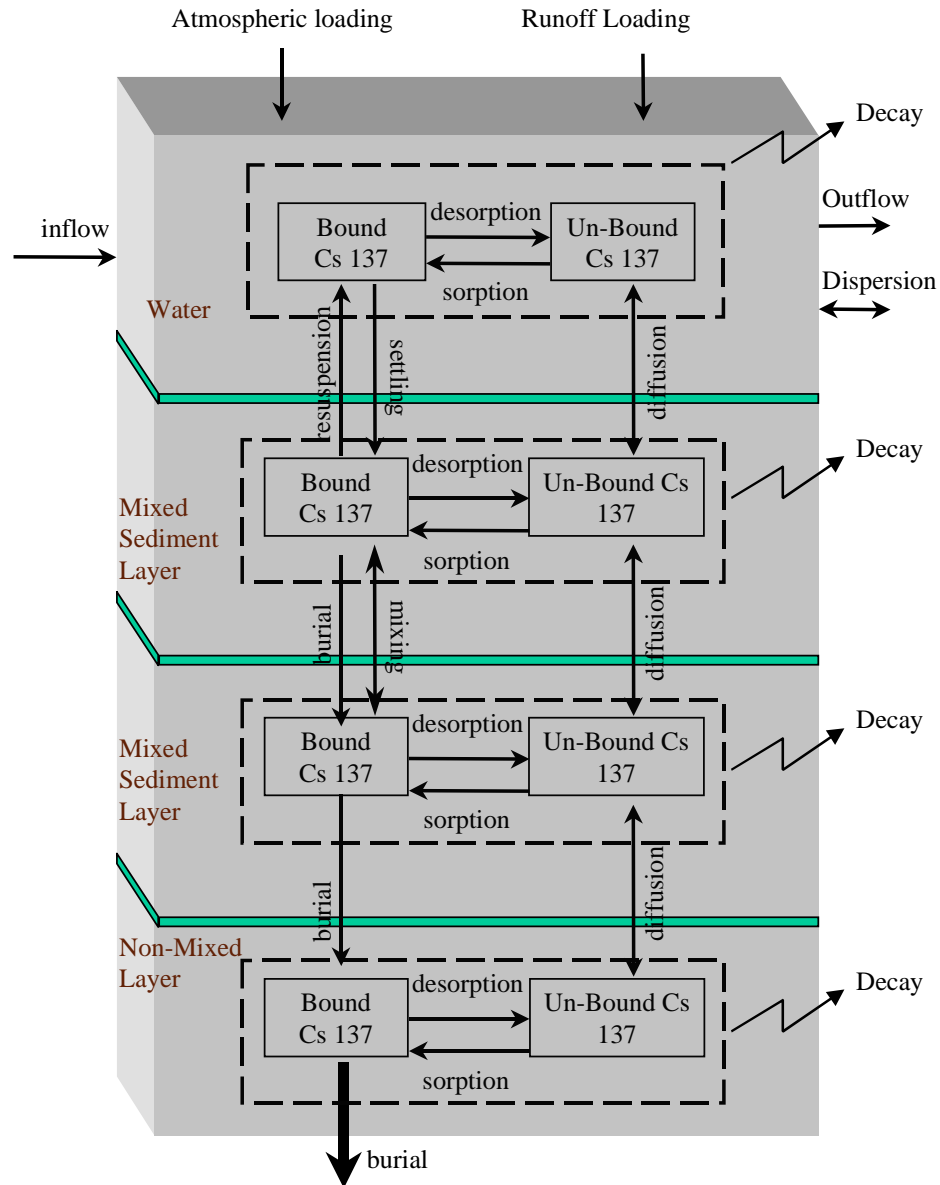 Atmospheric loading
Runoff Loading
Decay
Outflow
inflow
Bound
Cs 137
desorption
sorption
Un-Bound
Cs 137
Dispersion
Water
resuspension
settling
diffusion
Decay
Mixed
Sediment
Layer
Bound
Cs 137
desorption
sorption
Un-Bound Cs
137
burial
mixing
diffusion
Decay
Mixed
Sediment
Layer
Bound
Cs 137
desorption
sorption
Un-Bound Cs
137
burial
diffusion
Non-Mixed
Layer
Decay
Bound
Cs 137
desorption
sorption
Un-Bound Cs
137
burial